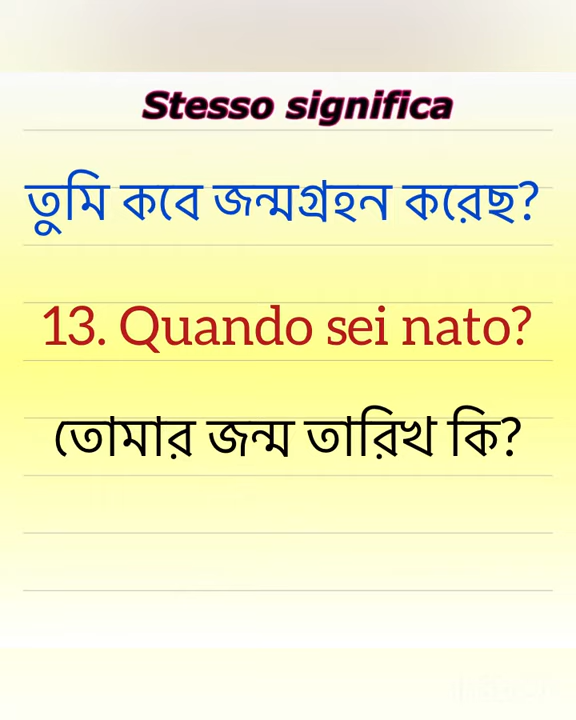 Stesso significa
তুমি কবে জন্মগ্রহন করেছ?
13. Quando sei nato?
তোমার জন্ম তারিখ কি?